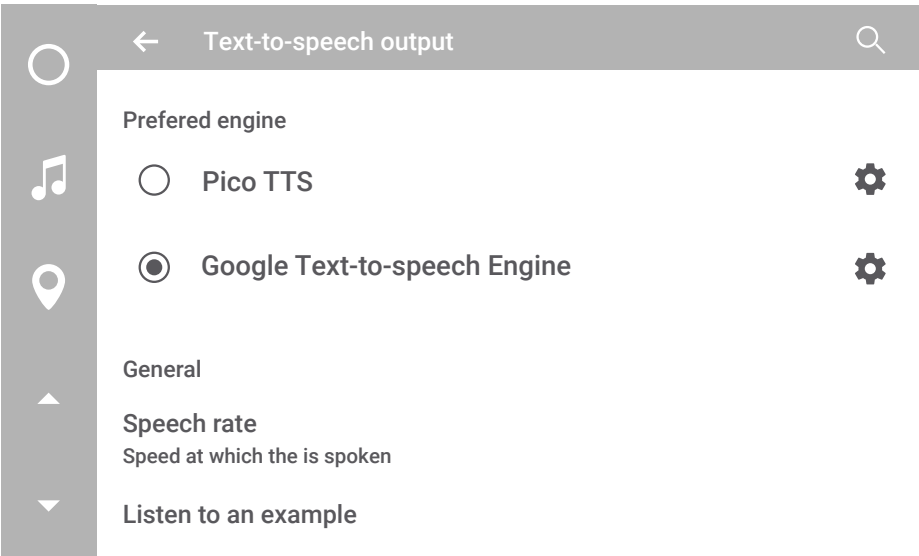 Text-to-speech output
Prefered engine
Pico TTS
Google Text-to-speech Engine
General
Speech rate
Speed at which the is spoken
Listen to an example